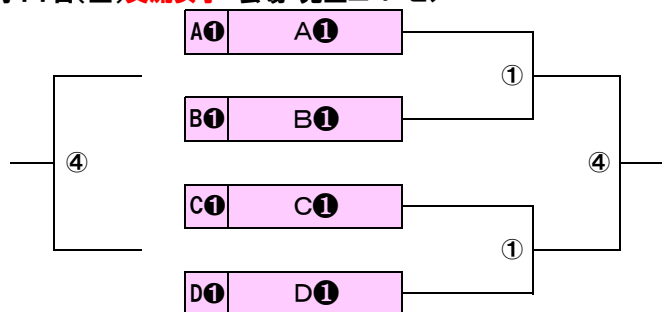 A❶ A❶
①
B❶ B❶
④ ④
C❶ C❶
①
D❶ D❶